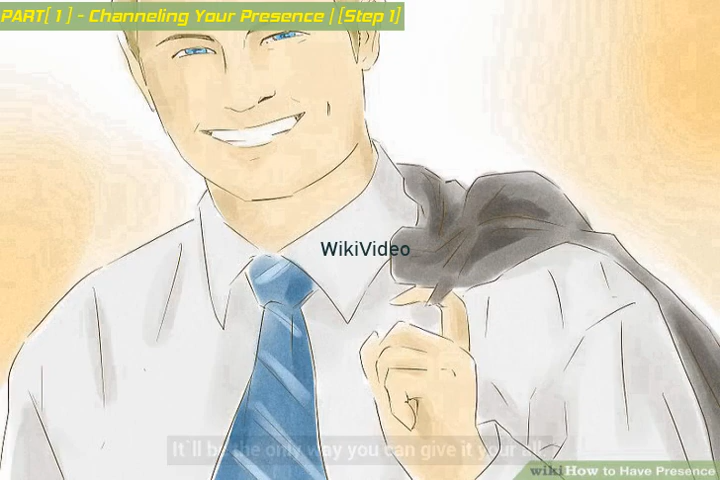 PART[ 1 ] - Channeling Your Presence | [Step 1]
WikiVideo
It`ll be the only way you can give it your all.
wikiHow to Have Presence